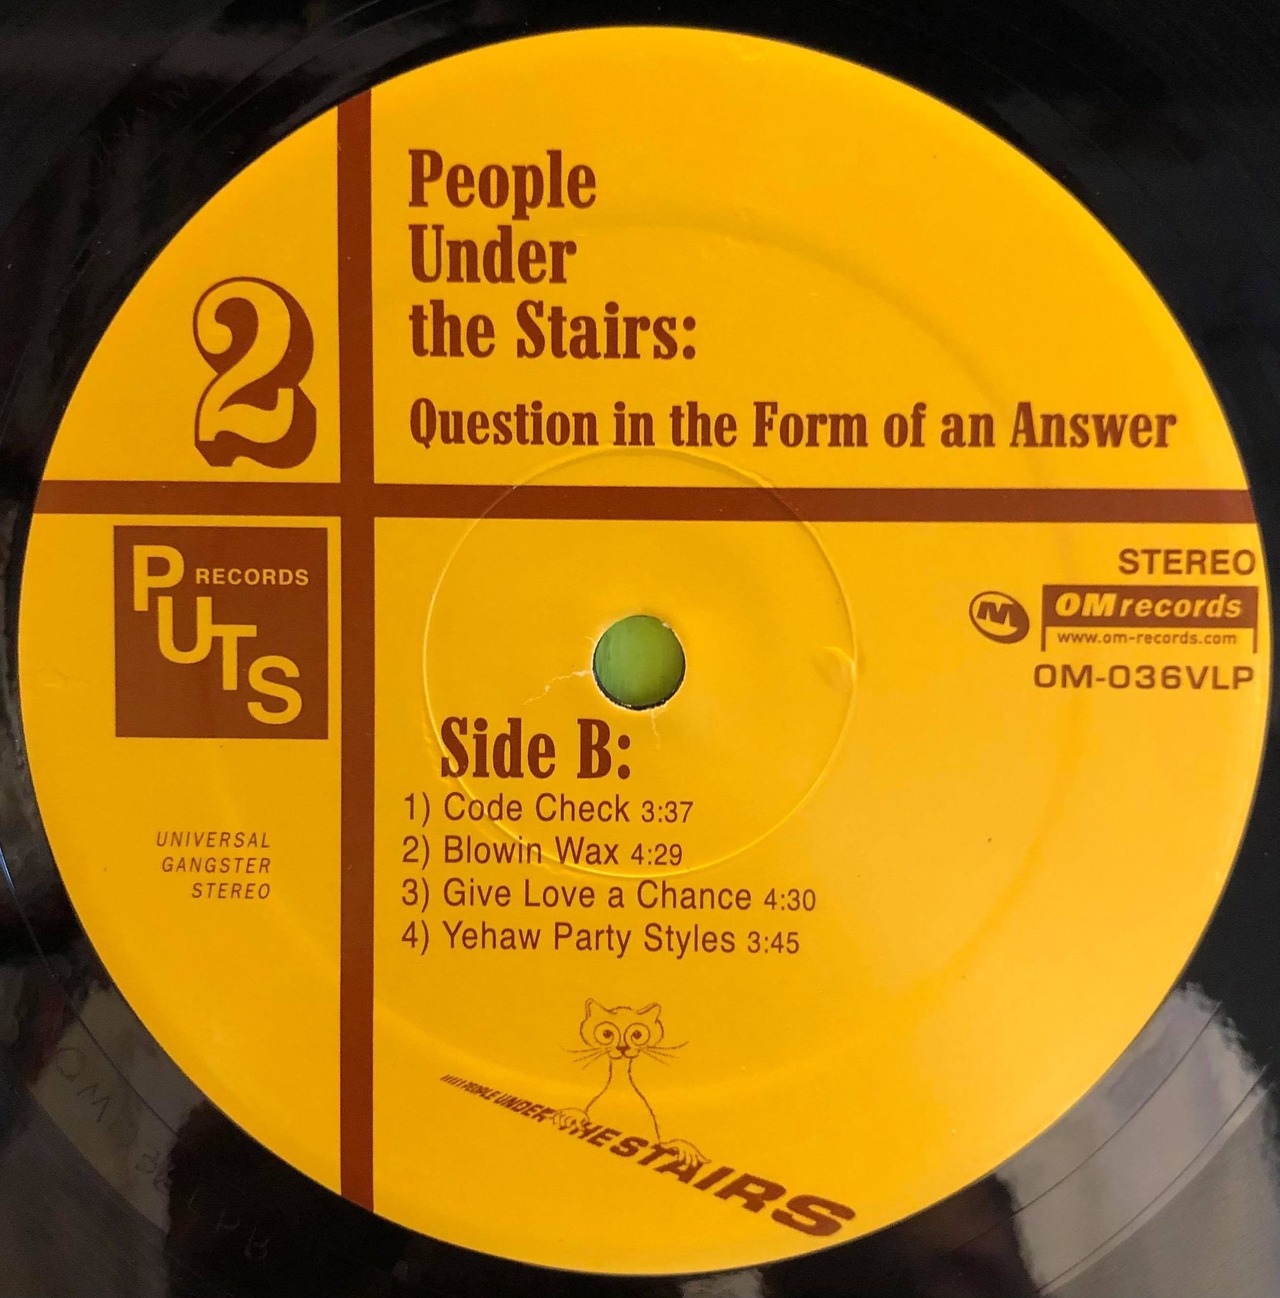 People
Under
the Stairs:
Question in the Form of an Answer
2
P RECORDS
U
T
S
STEREO
OM records
www.om-records.com
OM-036VLP
UNIVERSAL
GANGSTER
STEREO
Side B:
1) Code Check 3:37
2) Blowin Wax 4:29
3) Give Love a Chance 4:30
4) Yehaw Party Styles 3:45
PEOPLE UNDER THE STAIRS